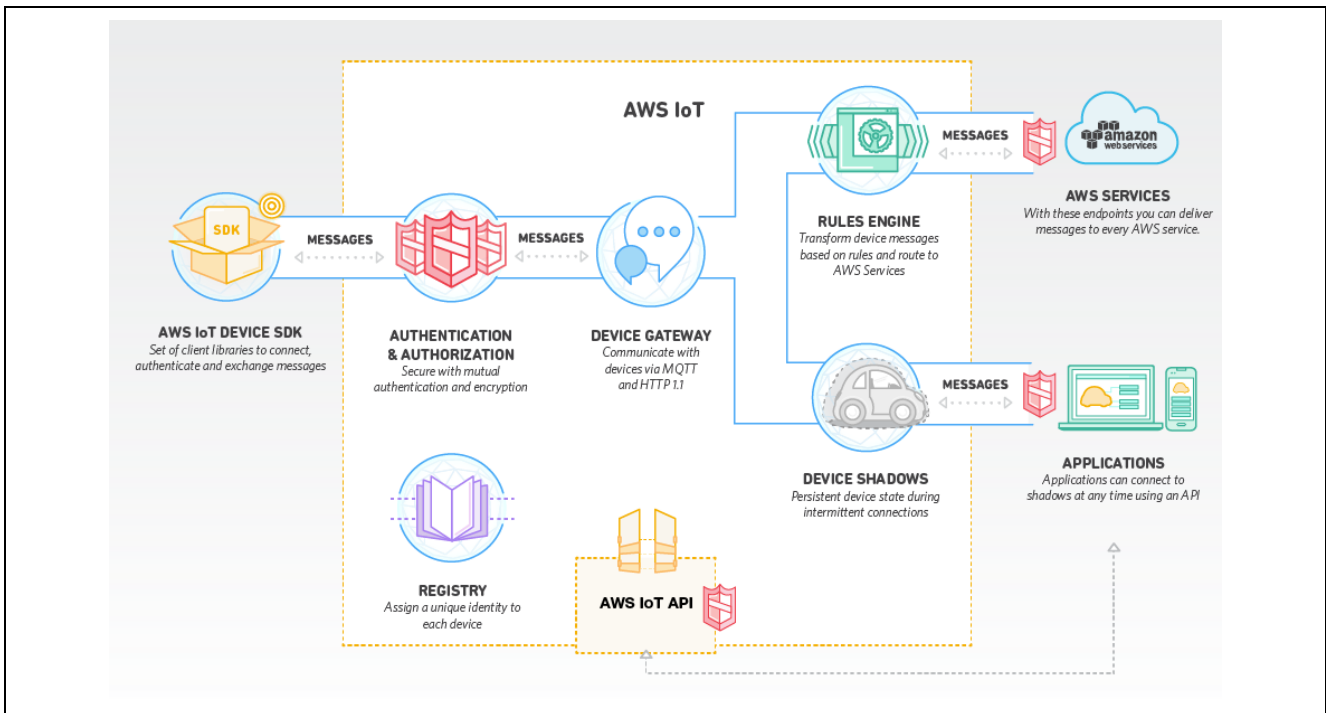 AWS IoT
SDK
MESSAGES
MESSAGES
MESSAGES
amazon
web services
AWS SERVICES
With these endpoints you can deliver
messages to every AWS service.
RULES ENGINE
Transform device messages
based on rules and route to
AWS Services
AWS IoT DEVICE SDK
Set of client libraries to connect,
authenticate and exchange messages
AUTHENTICATION
& AUTHORIZATION
Secure with mutual
authentication and encryption
DEVICE GATEWAY
Communicate with
devices via MQTT
and HTTP 1.1
MESSAGES
DEVICE SHADOWS
Persistent device state during
intermittent connections
APPLICATIONS
Applications can connect to
shadows at any time using an API
REGISTRY
Assign a unique identity to
each device
AWS IoT API